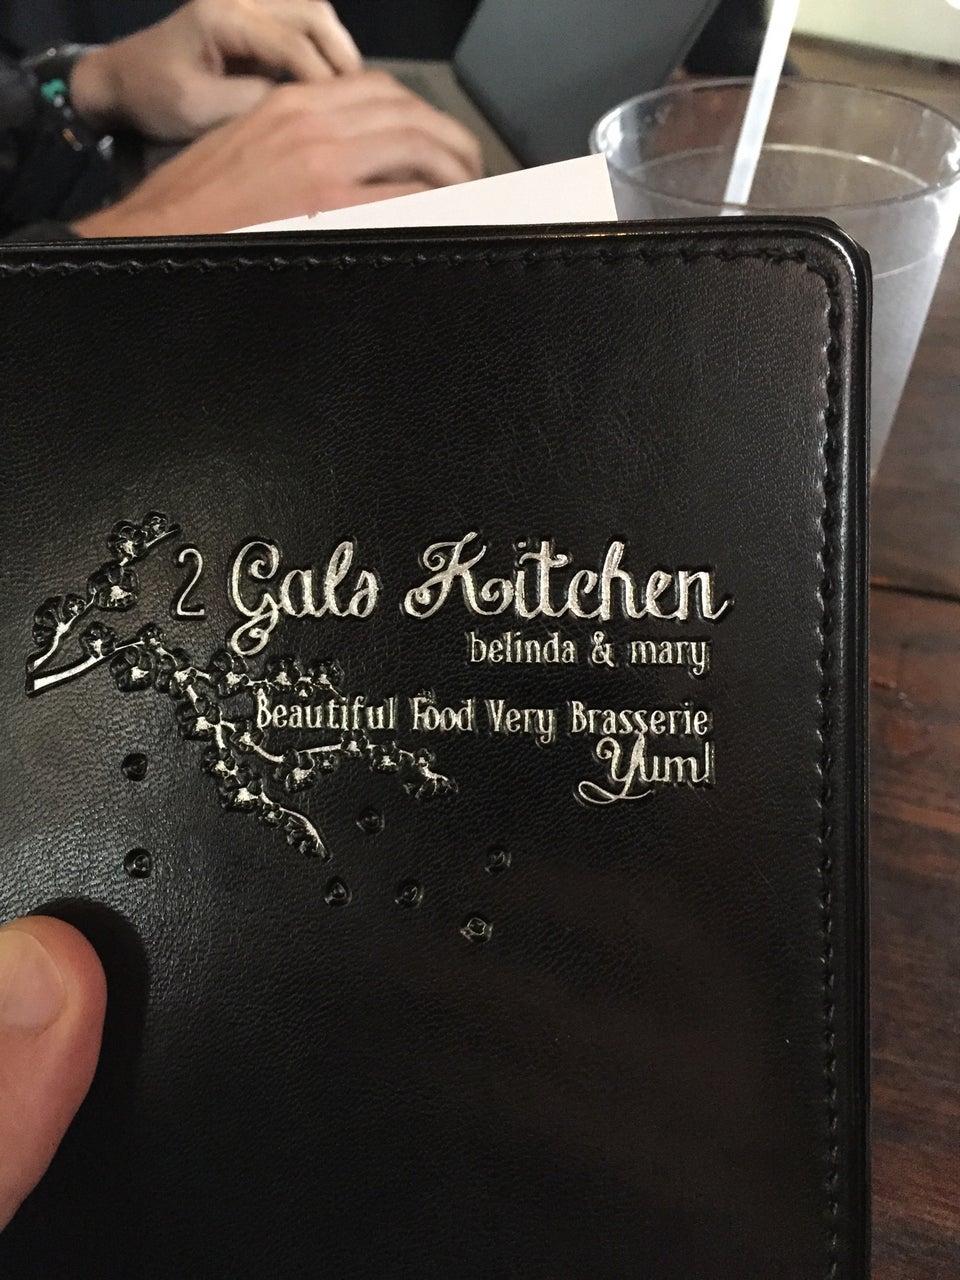 2 Gals Kitchen
belinda & mary
Beautiful Food Very Brasserie
Yum!